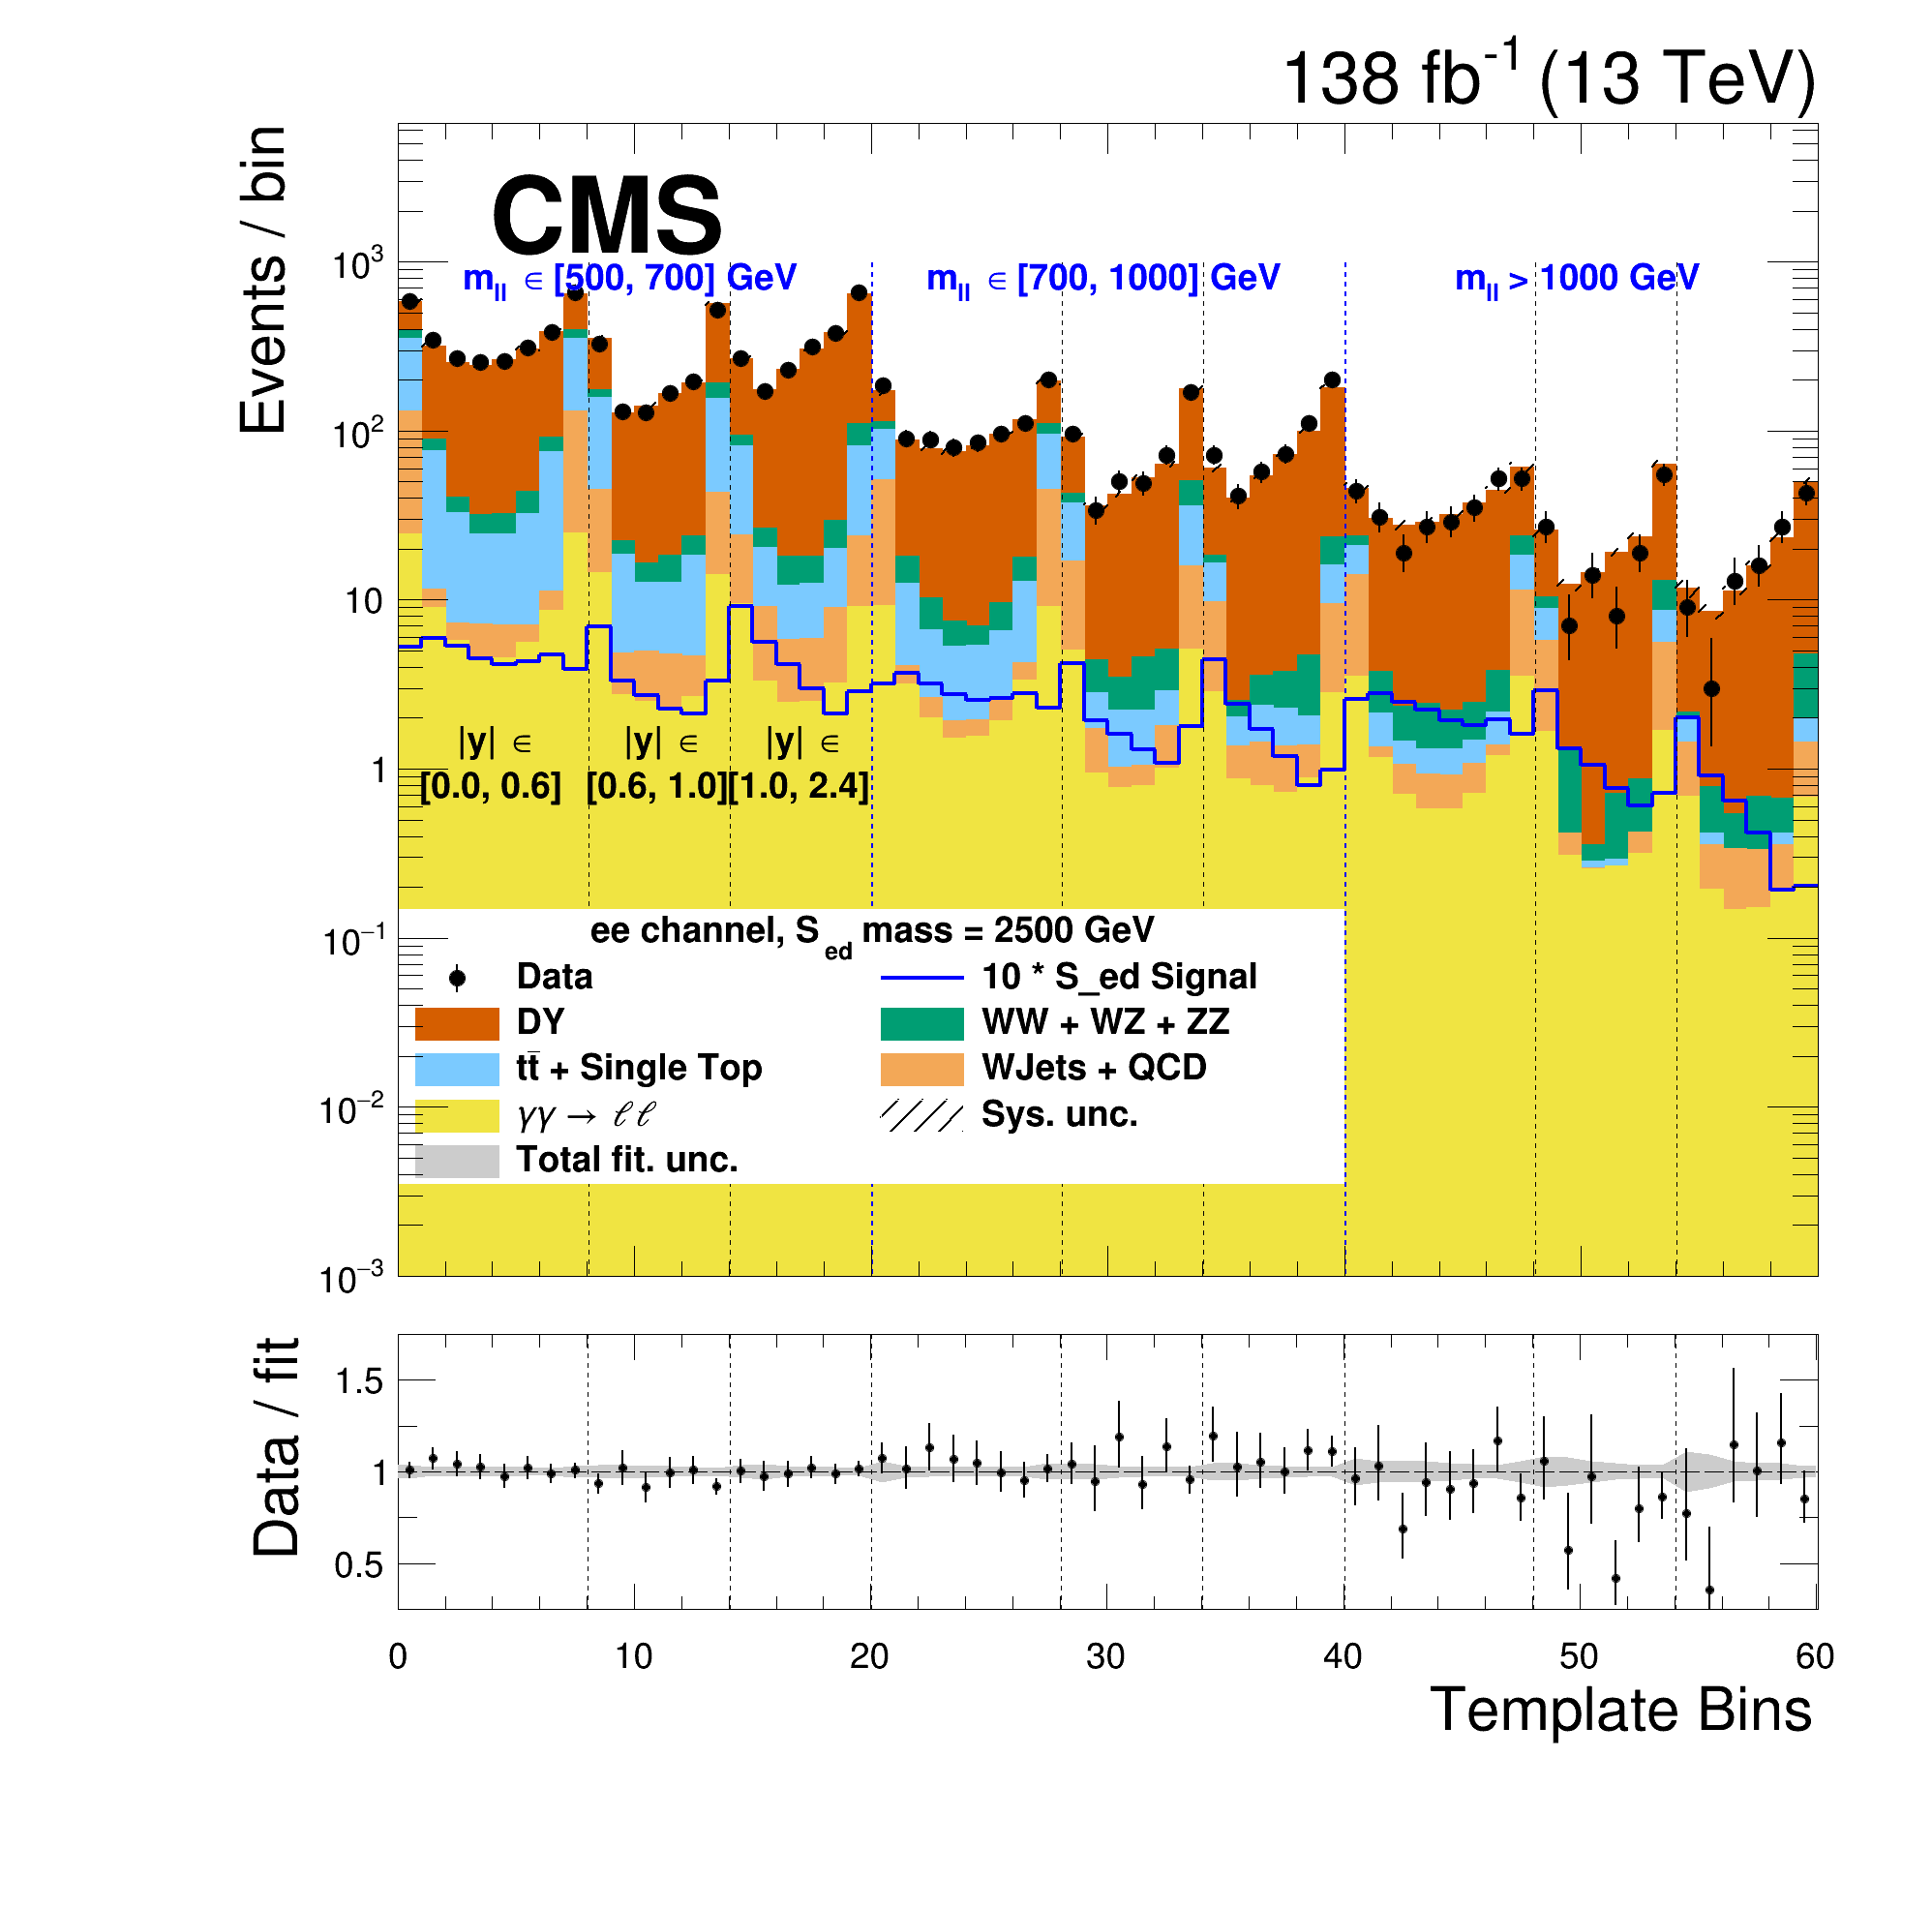 138 fb-1 (13 TeV)
Events / bin
CMS
m_ll ∈ [500, 700] GeV
m_ll ∈ [700, 1000] GeV
m_ll > 1000 GeV
10^3
10^2
10
1
10^−1
10^−2
10^−3
|y| ∈
[0.0, 0.6]
|y| ∈
[0.6, 1.0]
|y| ∈
[1.0, 2.4]
ee channel, S_ed mass = 2500 GeV
Data
10 * S_ed Signal
DY
WW + WZ + ZZ
tt̄ + Single Top
WJets + QCD
γγ → ℓℓ
Sys. unc.
Total fit. unc.
Data / fit
1.5
1
0.5
0 10 20 30 40 50 60
Template Bins